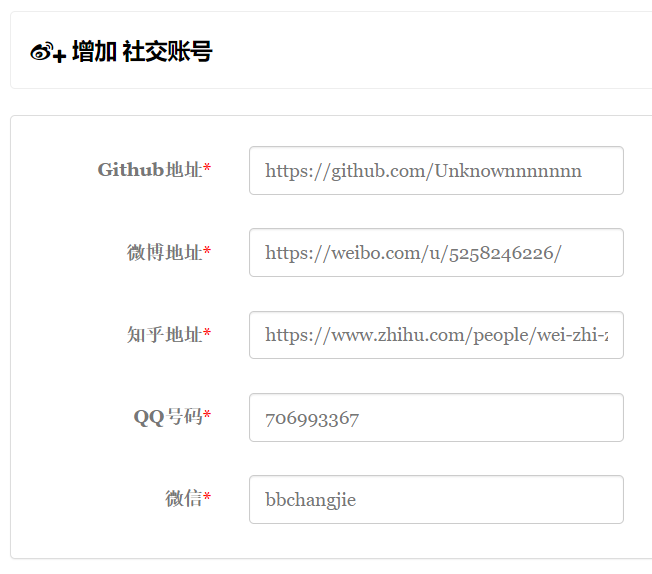 增加 社交账号
Github地址* https://github.com/Unknownnnnnnn
微博地址* https://weibo.com/u/5258246226/
知乎地址* https://www.zhihu.com/people/wei-zhi-z
QQ号码* 706993367
微信* bbchangjie